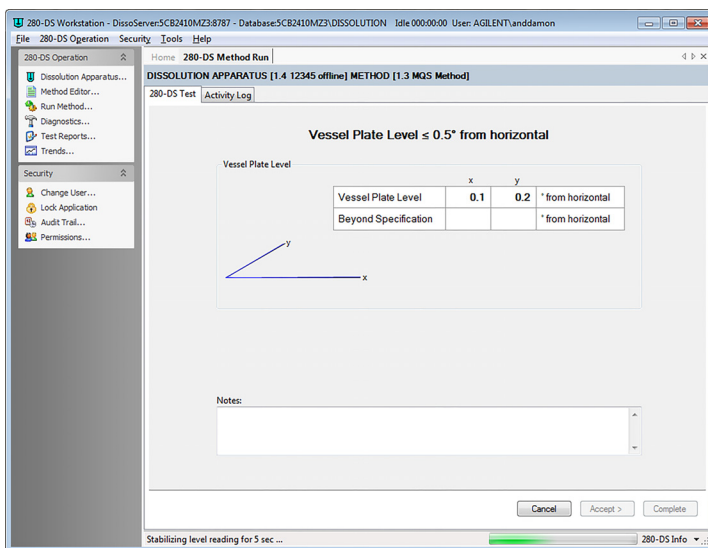 280-DS Workstation - DissoServer:5CB2410MZ3:8787 - Database:5CB2410MZ3\DISSOLUTION Idle 000:00:00 User: AGILENT\anddamon
File 280-DS Operation Security Tools Help
280-DS Operation
Dissolution Apparatus...
Method Editor...
Run Method...
Diagnostics...
Test Reports...
Trends...
Security
Change User...
Lock Application
Audit Trail...
Permissions...
Home 280-DS Method Run
DISSOLUTION APPARATUS [1.4 12345 offline] METHOD [1.3 MQS Method]
280-DS Test Activity Log
Vessel Plate Level ≤ 0.5° from horizontal
Vessel Plate Level
x y
Vessel Plate Level 0.1 0.2 ° from horizontal
Beyond Specification ° from horizontal
y
x
Notes:
Cancel Accept > Complete
Stabilizing level reading for 5 sec ... 280-DS Info